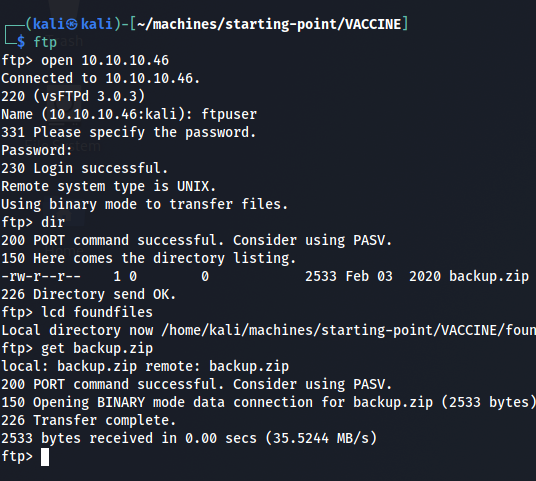 ┌──(kali㉿kali)-[~/machines/starting-point/VACCINE]
└─$ ftp
ftp> open 10.10.10.46
Connected to 10.10.10.46.
220 (vsFTPd 3.0.3)
Name (10.10.10.46:kali): ftpuser
331 Please specify the password.
Password:
230 Login successful.
Remote system type is UNIX.
Using binary mode to transfer files.
ftp> dir
200 PORT command successful. Consider using PASV.
150 Here comes the directory listing.
-rw-r--r--    1 0        0            2533 Feb 03  2020 backup.zip
226 Directory send OK.
ftp> lcd foundfiles
Local directory now /home/kali/machines/starting-point/VACCINE/foun
ftp> get backup.zip
local: backup.zip remote: backup.zip
200 PORT command successful. Consider using PASV.
150 Opening BINARY mode data connection for backup.zip (2533 bytes)
226 Transfer complete.
2533 bytes received in 0.00 secs (35.5244 MB/s)
ftp>